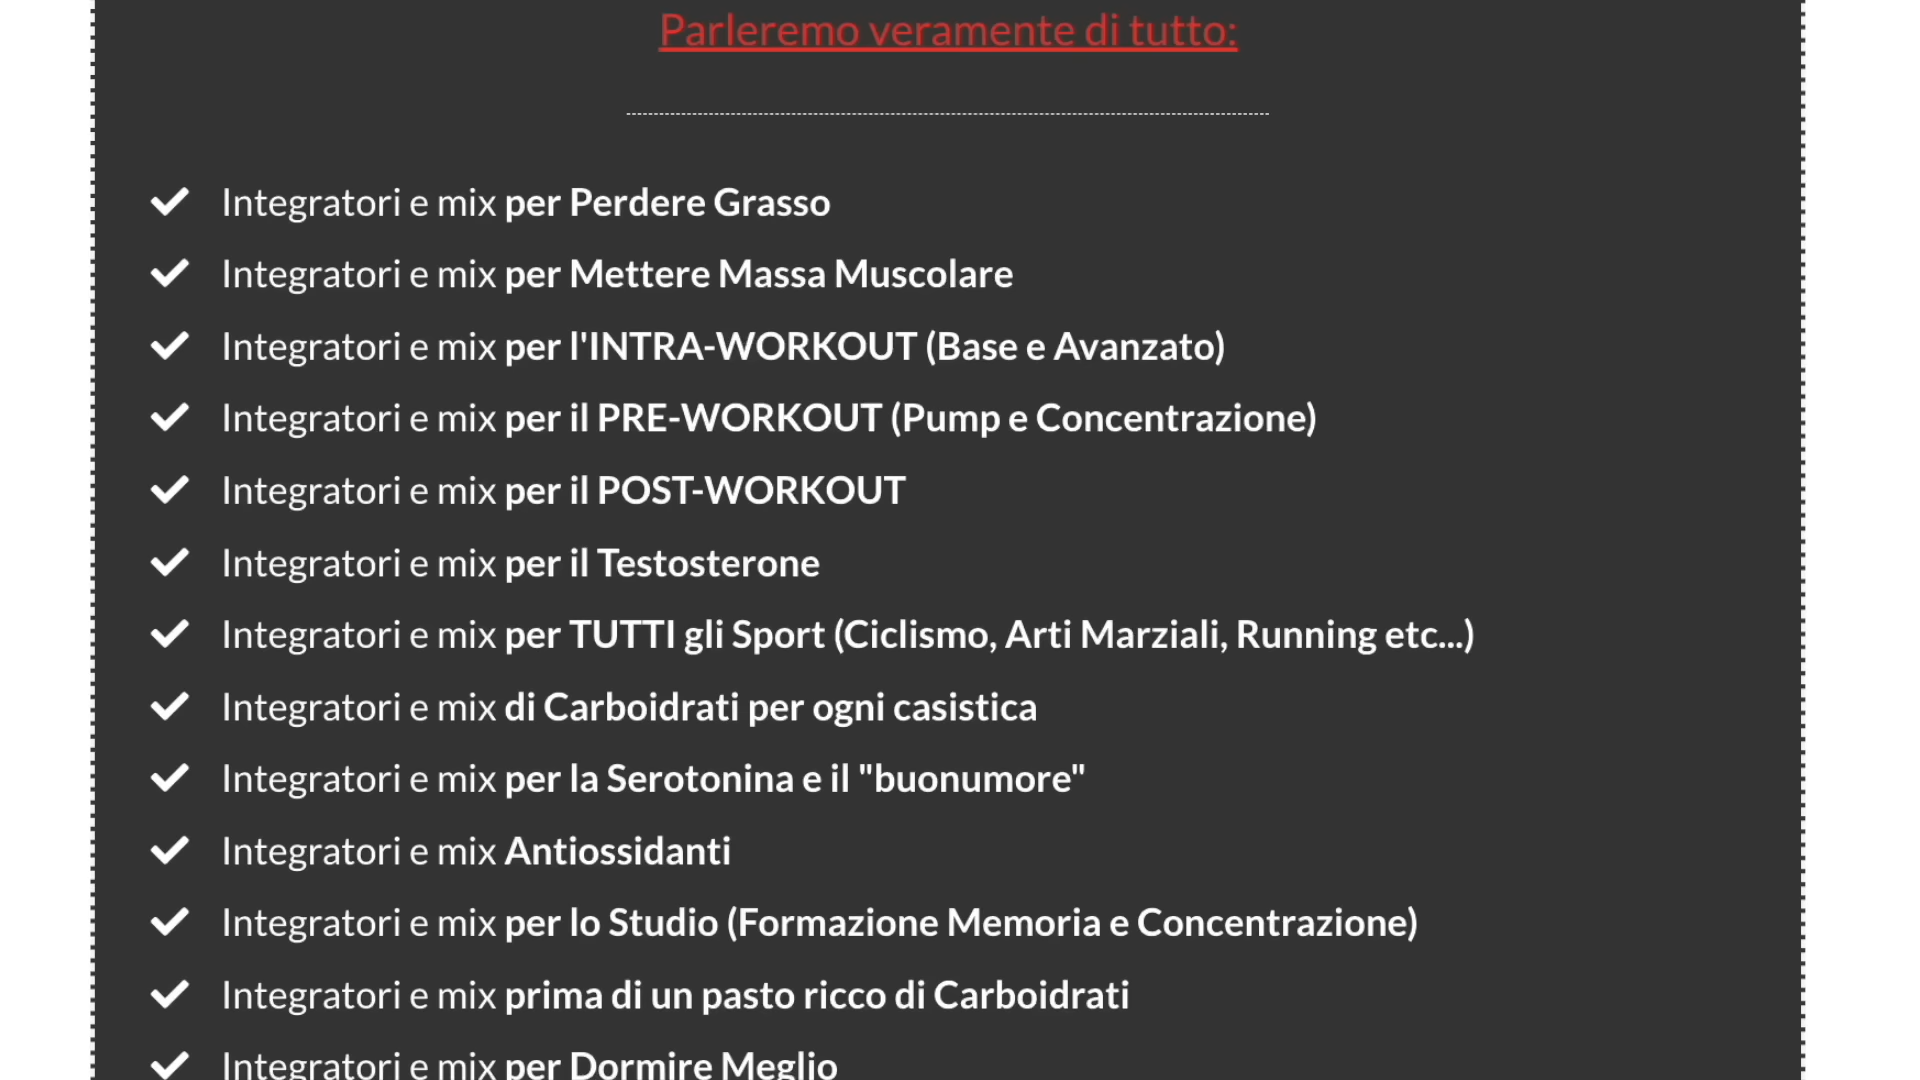 Parleremo veramente di tutto:
Integratori e mix per Perdere Grasso
Integratori e mix per Mettere Massa Muscolare
Integratori e mix per l'INTRA-WORKOUT (Base e Avanzato)
Integratori e mix per il PRE-WORKOUT (Pump e Concentrazione)
Integratori e mix per il POST-WORKOUT
Integratori e mix per il Testosterone
Integratori e mix per TUTTI gli Sport (Ciclismo, Arti Marziali, Running etc...)
Integratori e mix di Carboidrati per ogni casistica
Integratori e mix per la Serotonina e il "buonumore"
Integratori e mix Antiossidanti
Integratori e mix per lo Studio (Formazione Memoria e Concentrazione)
Integratori e mix prima di un pasto ricco di Carboidrati
Integratori e mix per Dormire Meglio